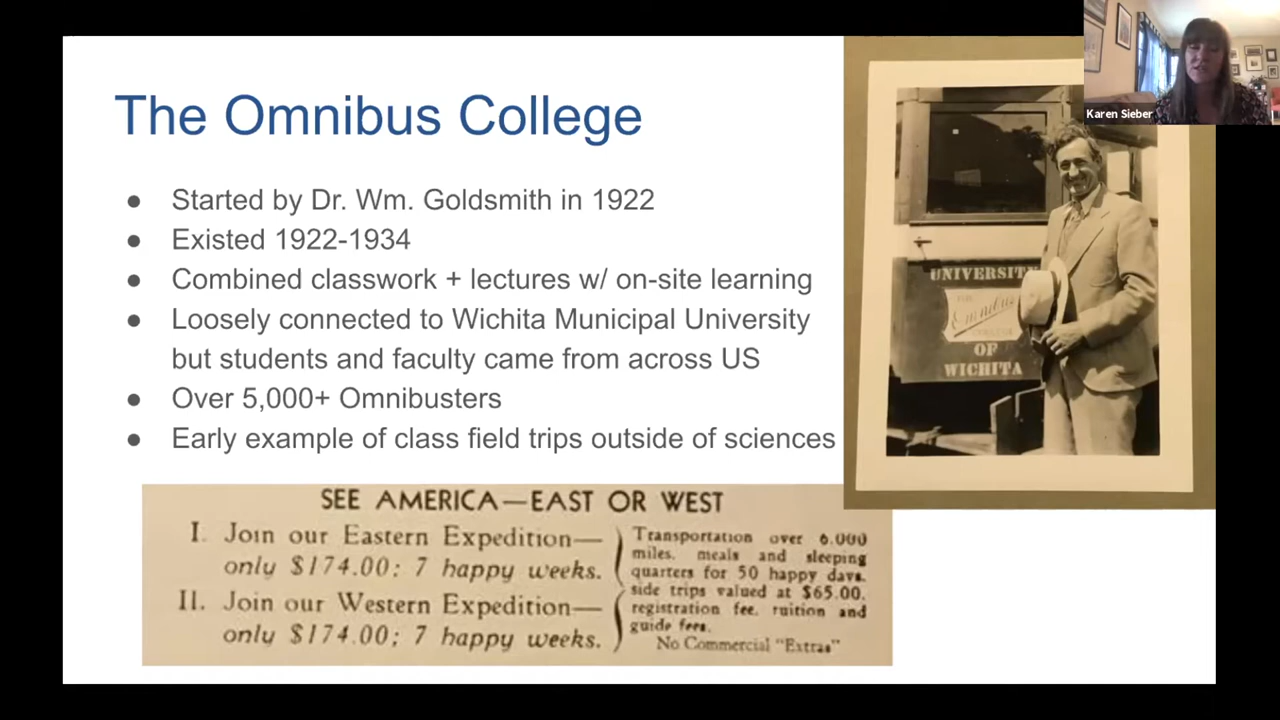 The Omnibus College
● Started by Dr. Wm. Goldsmith in 1922
● Existed 1922-1934
● Combined classwork + lectures w/ on-site learning
● Loosely connected to Wichita Municipal University
but students and faculty came from across US
● Over 5,000+ Omnibusters
● Early example of class field trips outside of sciences
SEE AMERICA—EAST OR WEST
I. Join our Eastern Expedition—
only $174.00: 7 happy weeks.
II. Join our Western Expedition—
only $174.00; 7 happy weeks.
Transportation over 6,000
miles, meals and sleeping
quarters for 50 happy days,
side trips valued at $65.00,
registration fee, tuition and
guide fees.
No Commercial "Extras"
UNIVERSITY
Omnibus
OF
WICHITA
Karen Sieber